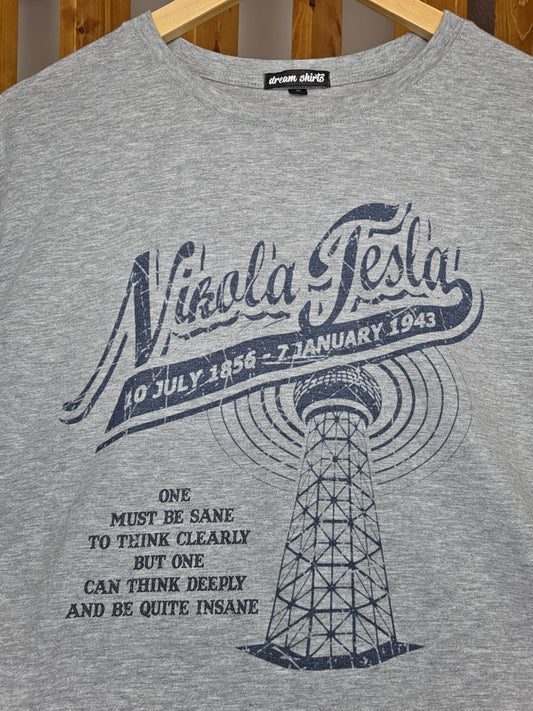 dream shirts
Nikola Tesla
10 JULY 1856 - 7 JANUARY 1943
ONE
MUST BE SANE
TO THINK CLEARLY
BUT ONE
CAN THINK DEEPLY
AND BE QUITE INSANE